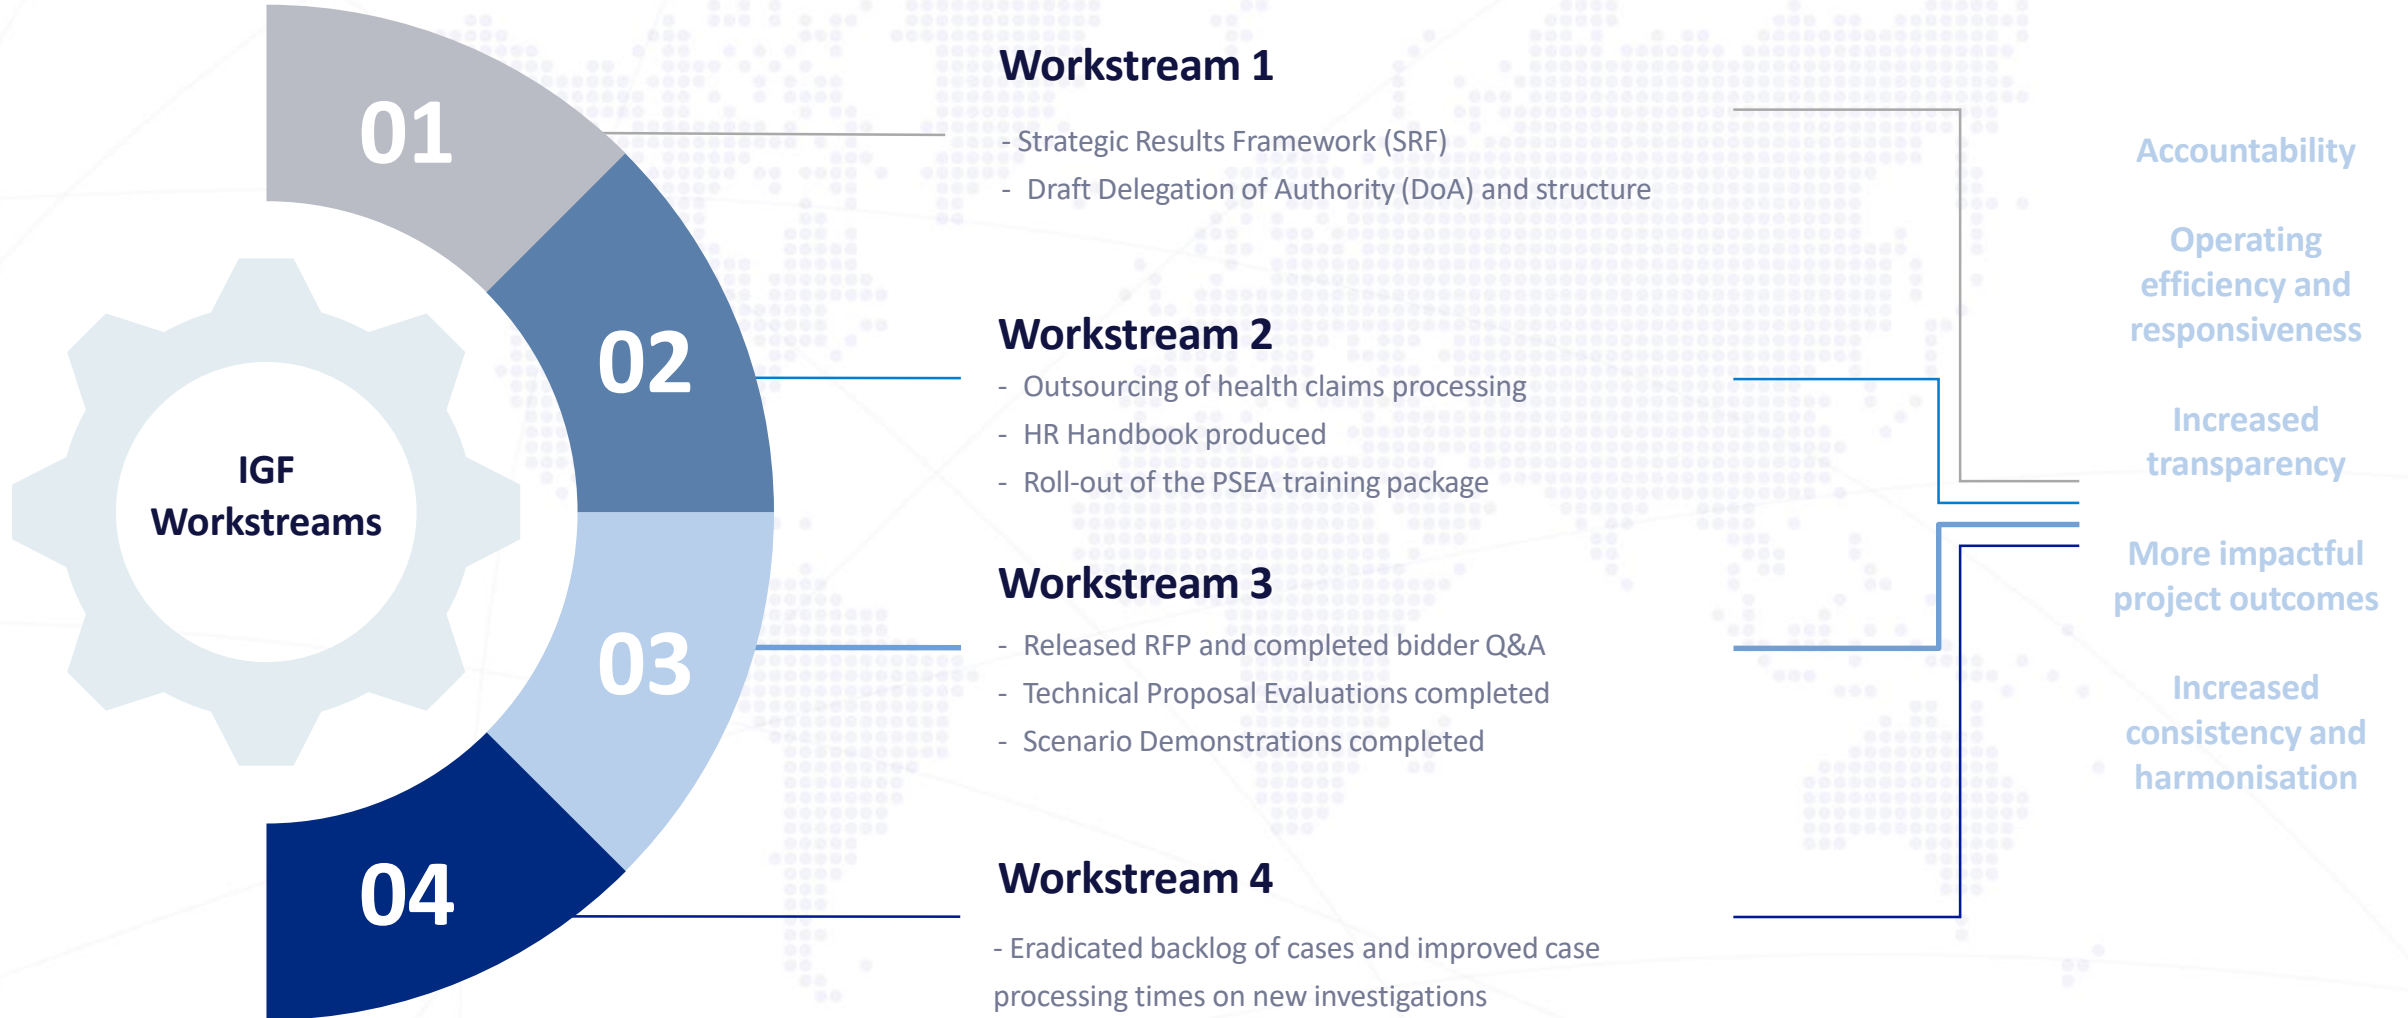 01
02
03
04
IGF
Workstreams
Workstream 1
- Strategic Results Framework (SRF)
- Draft Delegation of Authority (DoA) and structure
Workstream 2
- Outsourcing of health claims processing
- HR Handbook produced
- Roll-out of the PSEA training package
Workstream 3
- Released RFP and completed bidder Q&A
- Technical Proposal Evaluations completed
- Scenario Demonstrations completed
Workstream 4
- Eradicated backlog of cases and improved case
processing times on new investigations
Accountability
Operating
efficiency and
responsiveness
Increased
transparency
More impactful
project outcomes
Increased
consistency and
harmonisation